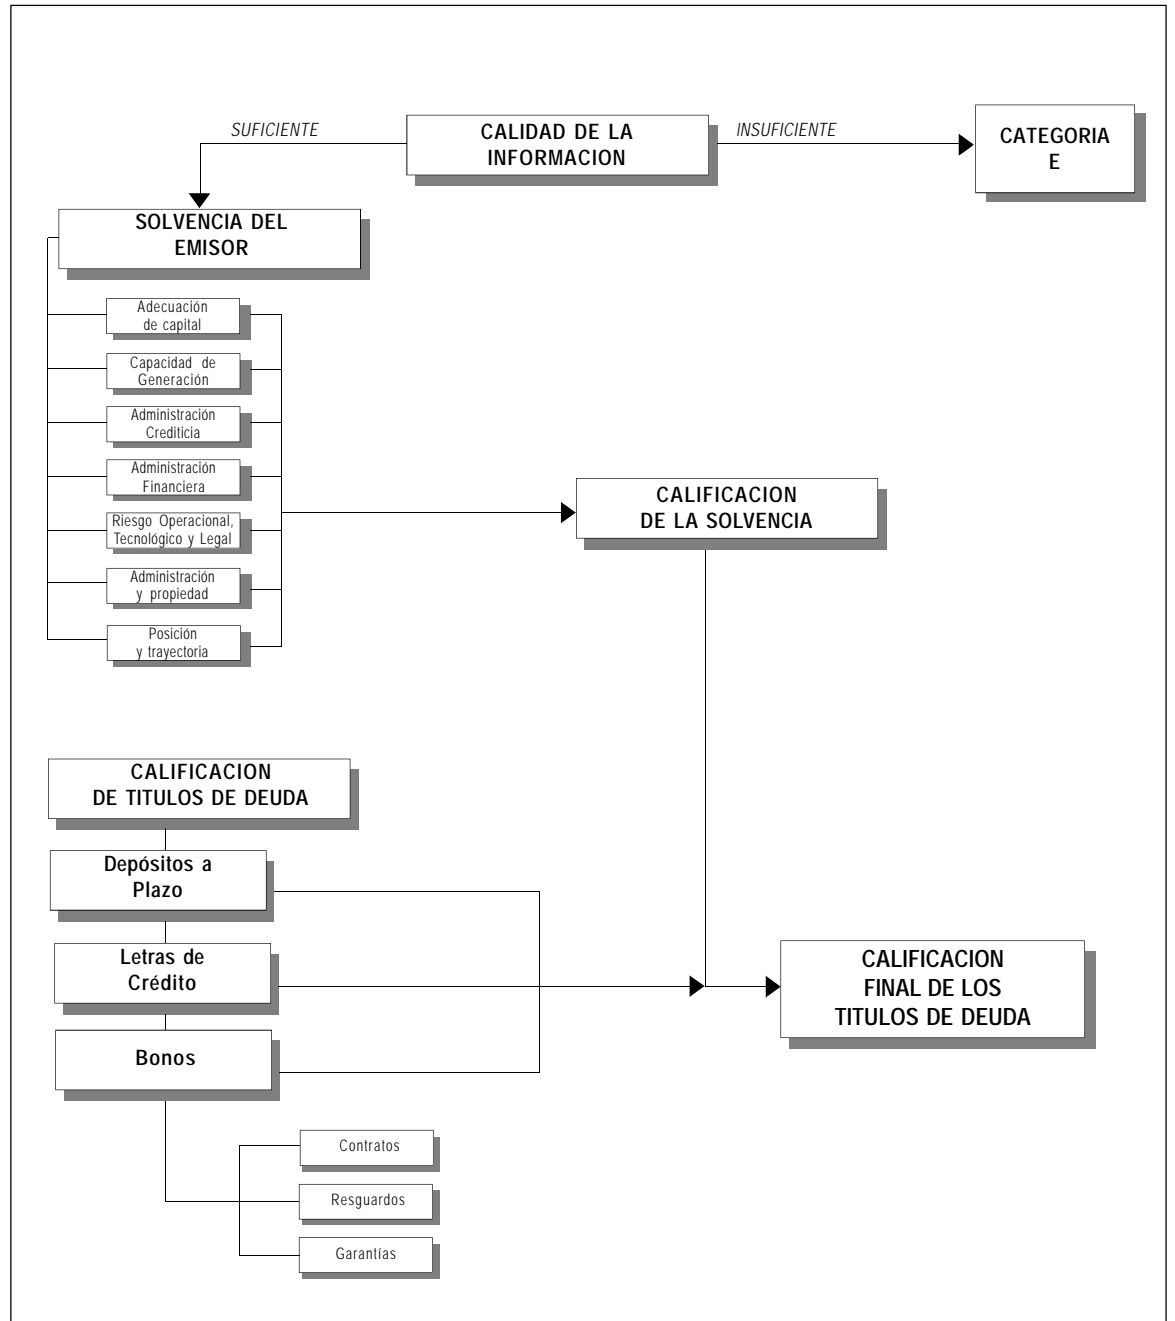 SUFICIENTE
CALIDAD DE LA
INFORMACION
INSUFICIENTE
CATEGORIA
E
SOLVENCIA DEL
EMISOR
Adecuación
de capital
Capacidad de
Generación
Administración
Crediticia
Administración
Financiera
Riesgo Operacional,
Tecnológico y Legal
Administración
y propiedad
Posición
y trayectoria
CALIFICACION
DE LA SOLVENCIA
CALIFICACION
DE TITULOS DE DEUDA
Depósitos a
Plazo
Letras de
Crédito
Bonos
CALIFICACION
FINAL DE LOS
TITULOS DE DEUDA
Contratos
Resguardos
Garantías